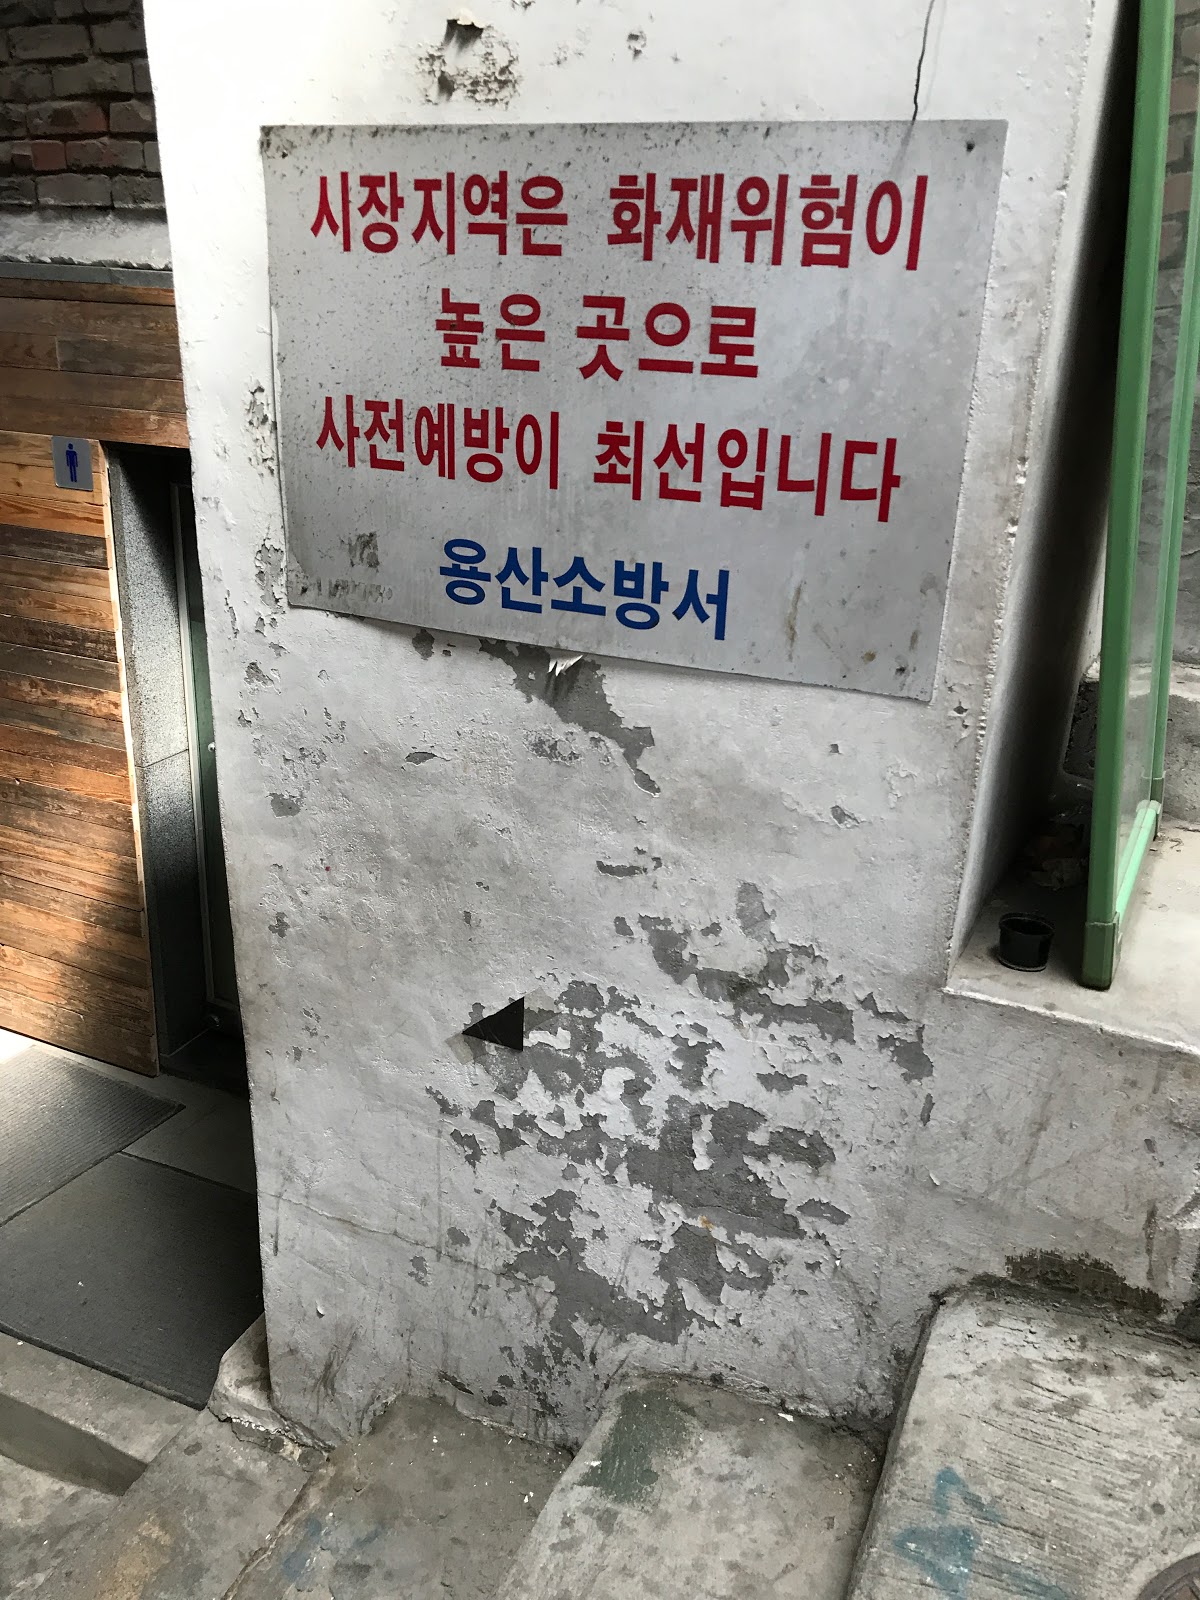 시장지역은 화재위험이
높은 곳으로
사전예방이 최선입니다
용산소방서